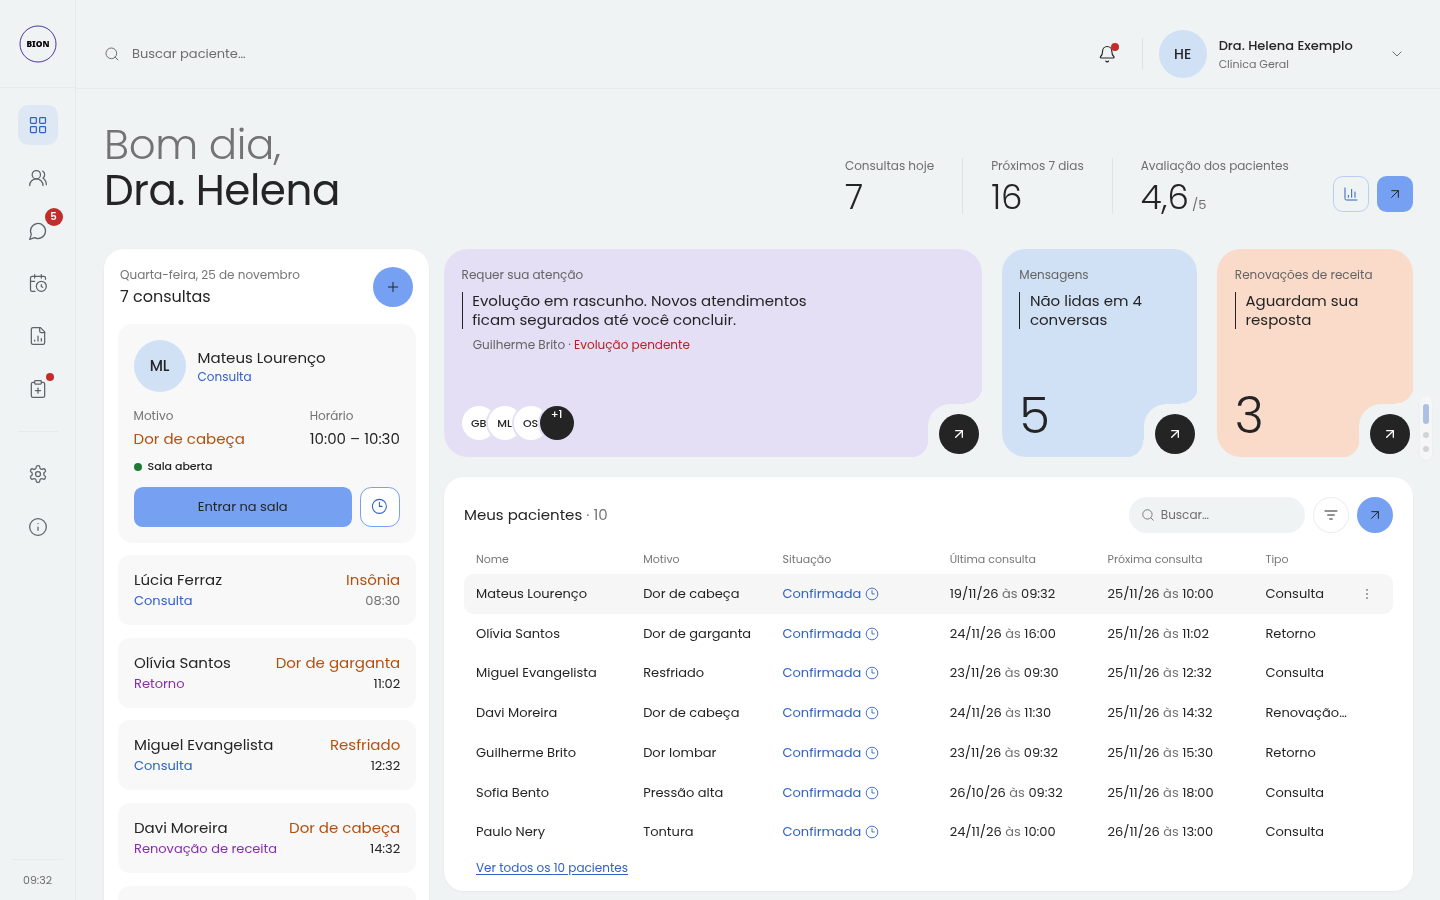 BION
Buscar paciente...
HE
Dra. Helena Exemplo
Clínica Geral
5
09:32
Bom dia,
Dra. Helena
Consultas hoje
7
Próximos 7 dias
16
Avaliação dos pacientes
4,6 /5
Quarta-feira, 25 de novembro
7 consultas
ML
Mateus Lourenço
Consulta
Motivo
Horário
Dor de cabeça
10:00 – 10:30
Sala aberta
Entrar na sala
Lúcia Ferraz
Insônia
Consulta
08:30
Olívia Santos
Dor de garganta
Retorno
11:02
Miguel Evangelista
Resfriado
Consulta
12:32
Davi Moreira
Dor de cabeça
Renovação de receita
14:32
Requer sua atenção
Evolução em rascunho. Novos atendimentos
ficam segurados até você concluir.
Guilherme Brito · Evolução pendente
GB
ML
OS
+1
Mensagens
Não lidas em 4
conversas
5
Renovações de receita
Aguardam sua
resposta
3
Meus pacientes · 10
Buscar...
Nome Motivo Situação Última consulta Próxima consulta Tipo
Mateus Lourenço Dor de cabeça Confirmada 19/11/26 às 09:32 25/11/26 às 10:00 Consulta
Olívia Santos Dor de garganta Confirmada 24/11/26 às 16:00 25/11/26 às 11:02 Retorno
Miguel Evangelista Resfriado Confirmada 23/11/26 às 09:30 25/11/26 às 12:32 Consulta
Davi Moreira Dor de cabeça Confirmada 24/11/26 às 11:30 25/11/26 às 14:32 Renovação...
Guilherme Brito Dor lombar Confirmada 23/11/26 às 09:32 25/11/26 às 15:30 Retorno
Sofia Bento Pressão alta Confirmada 26/10/26 às 09:32 25/11/26 às 18:00 Consulta
Paulo Nery Tontura Confirmada 24/11/26 às 10:00 26/11/26 às 13:00 Consulta
Ver todos os 10 pacientes